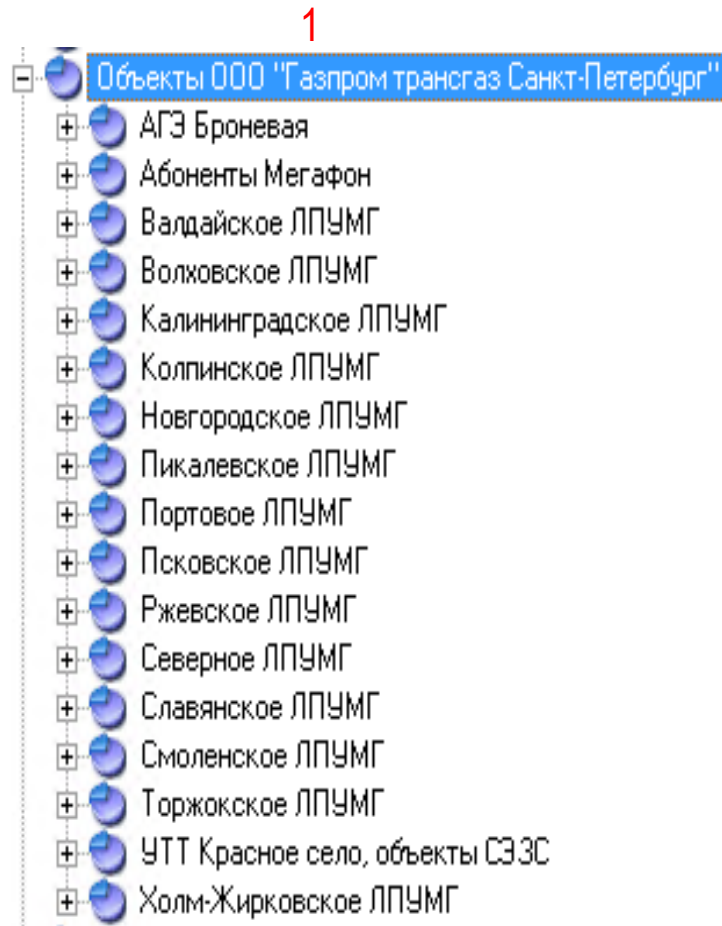 1
Объекты ООО "Газпром трансгаз Санкт-Петербург"
АГЭ Броневая
Абоненты Мегафон
Валдайское ЛПУМГ
Волховское ЛПУМГ
Калининградское ЛПУМГ
Колпинское ЛПУМГ
Новгородское ЛПУМГ
Пикалевское ЛПУМГ
Портовое ЛПУМГ
Псковское ЛПУМГ
Ржевское ЛПУМГ
Северное ЛПУМГ
Славянское ЛПУМГ
Смоленское ЛПУМГ
Торжокское ЛПУМГ
УТТ Красное село, объекты СЭЗС
Холм-Жирковское ЛПУМГ